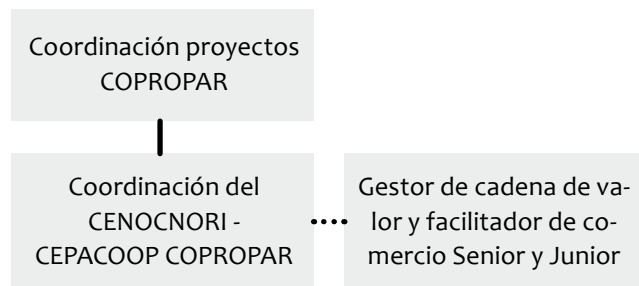 Coordinación proyectos
COPROPAR
Coordinación del
CENOCNORI -
CEPACOOP COPROPAR
Gestor de cadena de va-
lor y facilitador de co-
mercio Senior y Junior